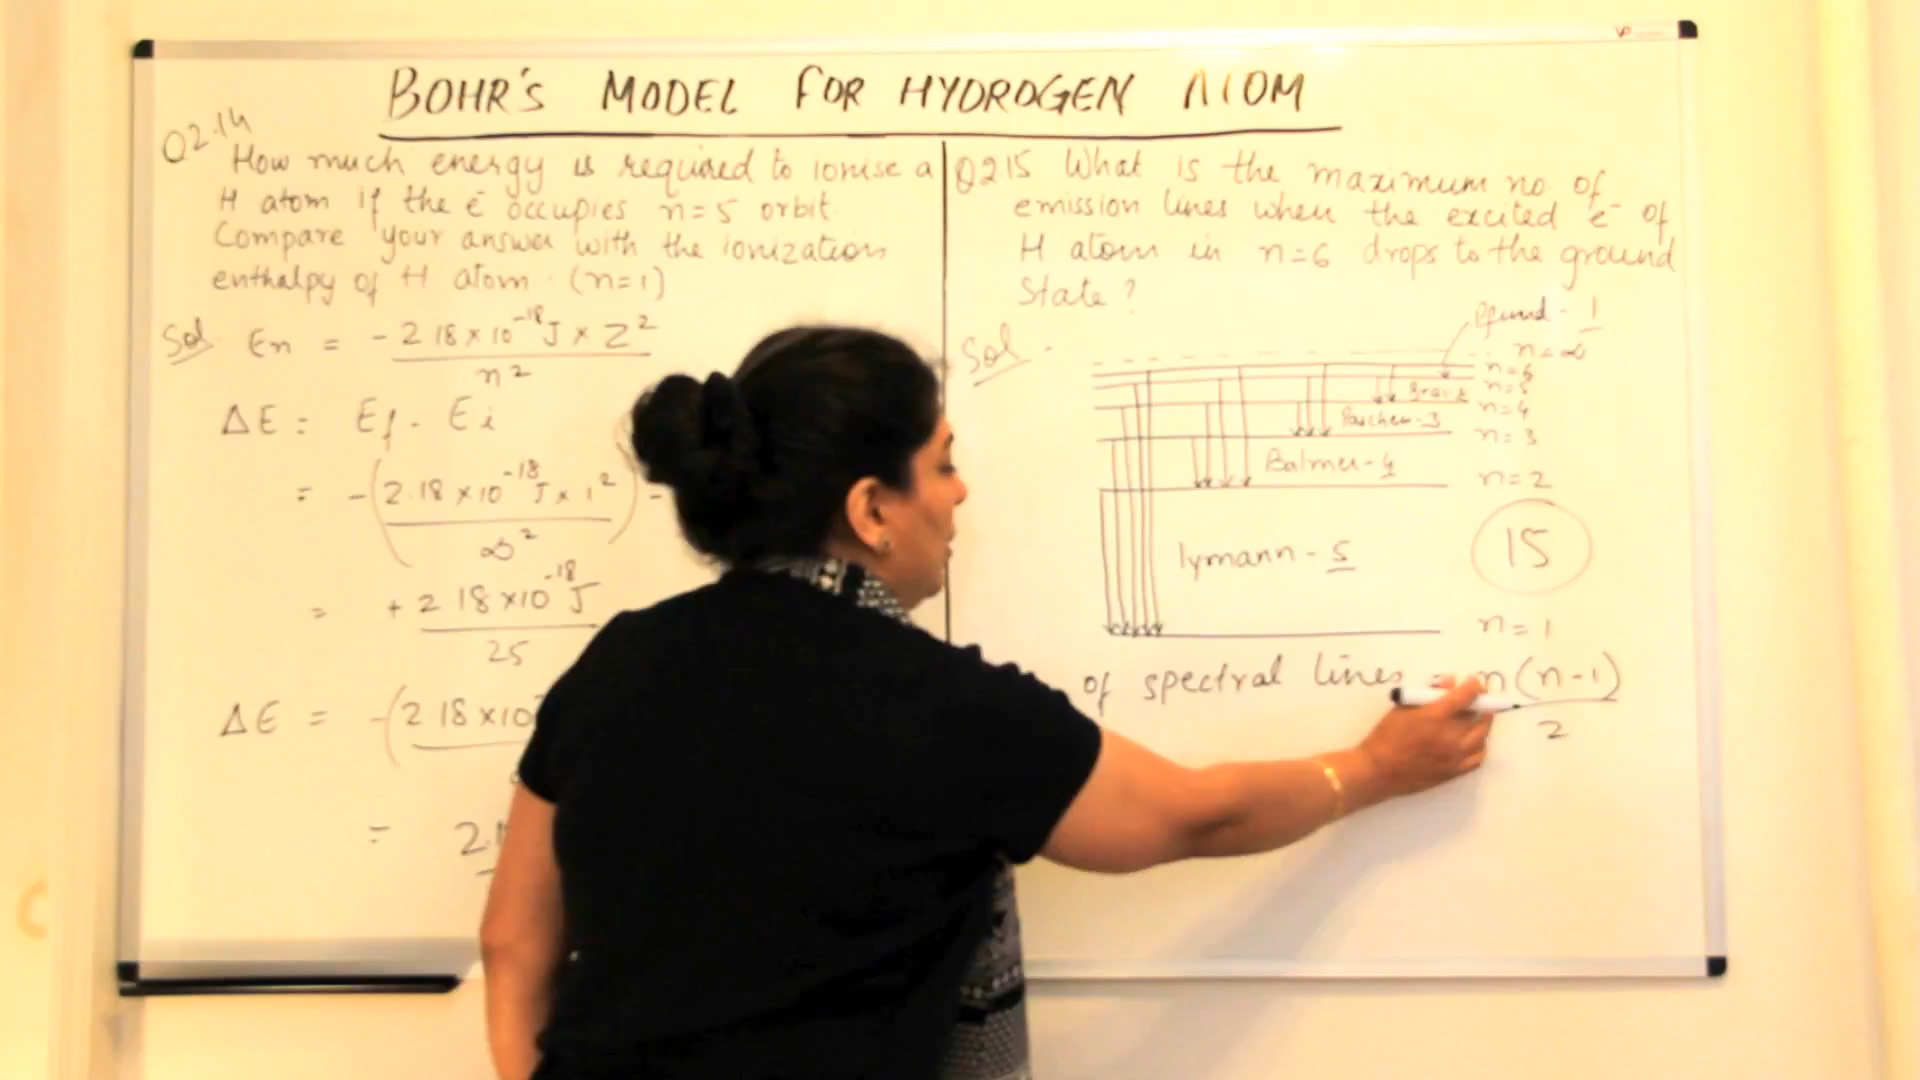 BOHR'S MODEL FOR HYDROGEN ATOM
Q2.14
How much energy is required to ionise a
H atom if the e⁻ occupies n=5 orbit.
Compare your answer with the ionization
enthalpy of H atom. (n=1)
Sol. En = - 2.18 × 10⁻¹⁸ J × Z²
n²
ΔE = Ef - Ei
= -(2.18 × 10⁻¹⁸ J × 1²) -
∞²
= + 2.18 × 10⁻¹⁸ J
25
ΔE = -(2.18 × 10
=
Q2.15 What is the maximum no. of
emission lines when the excited e⁻ of
H atom in n=6 drops to the ground
State?
Sol.
Pfund - 1
n = ∞
n = 6
n = 5
n = 4
Paschen - 3
n = 3
Balmer - 4
n = 2
lymann - 5
15
n = 1
of spectral lines = n(n-1)
2